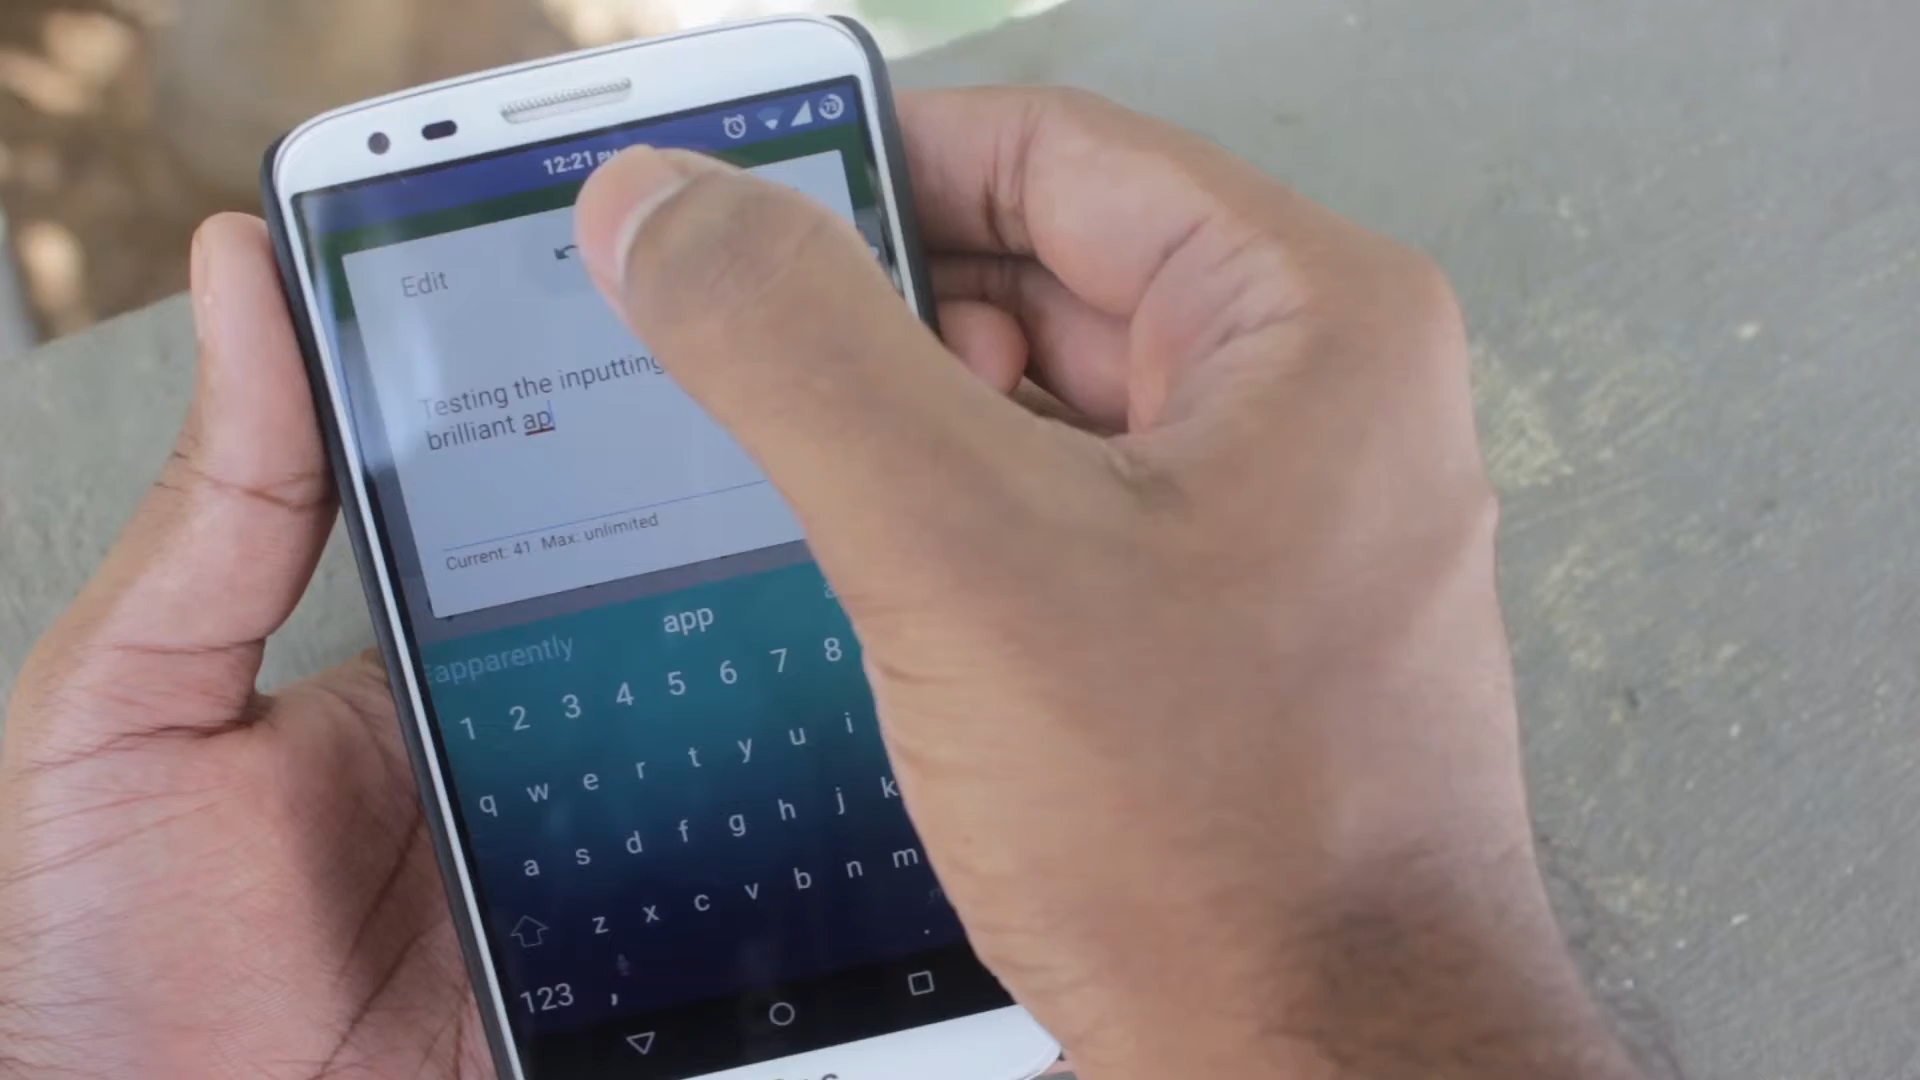 12:21 PM
73
Edit
Testing the inputting
brilliant ap
Current: 41. Max: unlimited
apparently app
1 2 3 4 5 6 7 8
q w e r t y u i
a s d f g h j k
z x c v b n m
123 , .